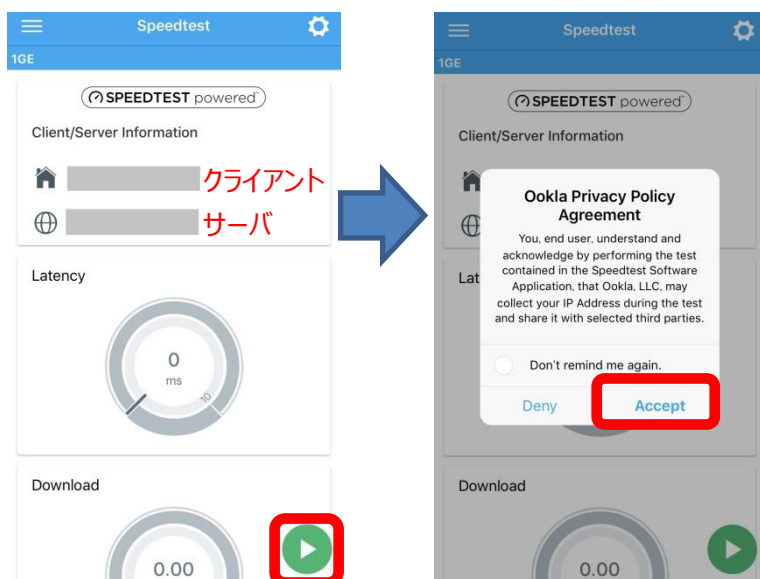 Speedtest
1GE
SPEEDTEST powered™
Client/Server Information
クライアント
サーバ
Latency
0
ms
10
Download
0.00
Speedtest
1GE
SPEEDTEST powered™
Client/Server Information
Lat
Ookla Privacy Policy
Agreement
You, end user, understand and
acknowledge by performing the test
contained in the Speedtest Software
Application, that Ookla, LLC, may
collect your IP Address during the test
and share it with selected third parties.
Don't remind me again.
Deny
Accept
Download
0.00